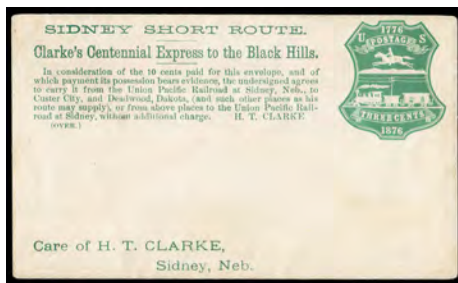 SIDNEY SHORT ROUTE.
Clarke's Centennial Express to the Black Hills.
In consideration of the 10 cents paid for this envelope, and of
which payment its possession bears evidence, the undersigned agrees
to carry it from the Union Pacific Railroad at Sidney, Neb., to
Custer City, and Deadwood, Dakota, (and such other places as his
route may supply), or from above places to the Union Pacific Rail-
road at Sidney, without additional charge. H. T. CLARKE
(OVER.)
1776
U POSTAGE S
THREE CENTS
1876
Care of H. T. CLARKE,
Sidney, Neb.